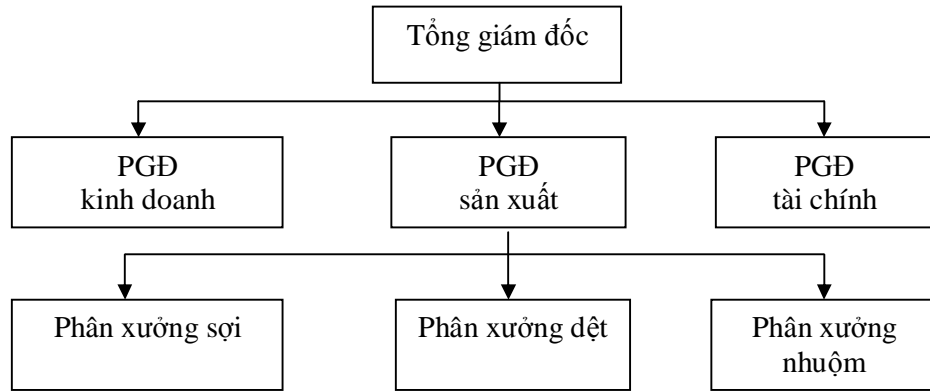 Tổng giám đốc
PGĐ
kinh doanh
PGĐ
sản xuất
PGĐ
tài chính
Phân xưởng sợi
Phân xưởng dệt
Phân xưởng
nhuộm